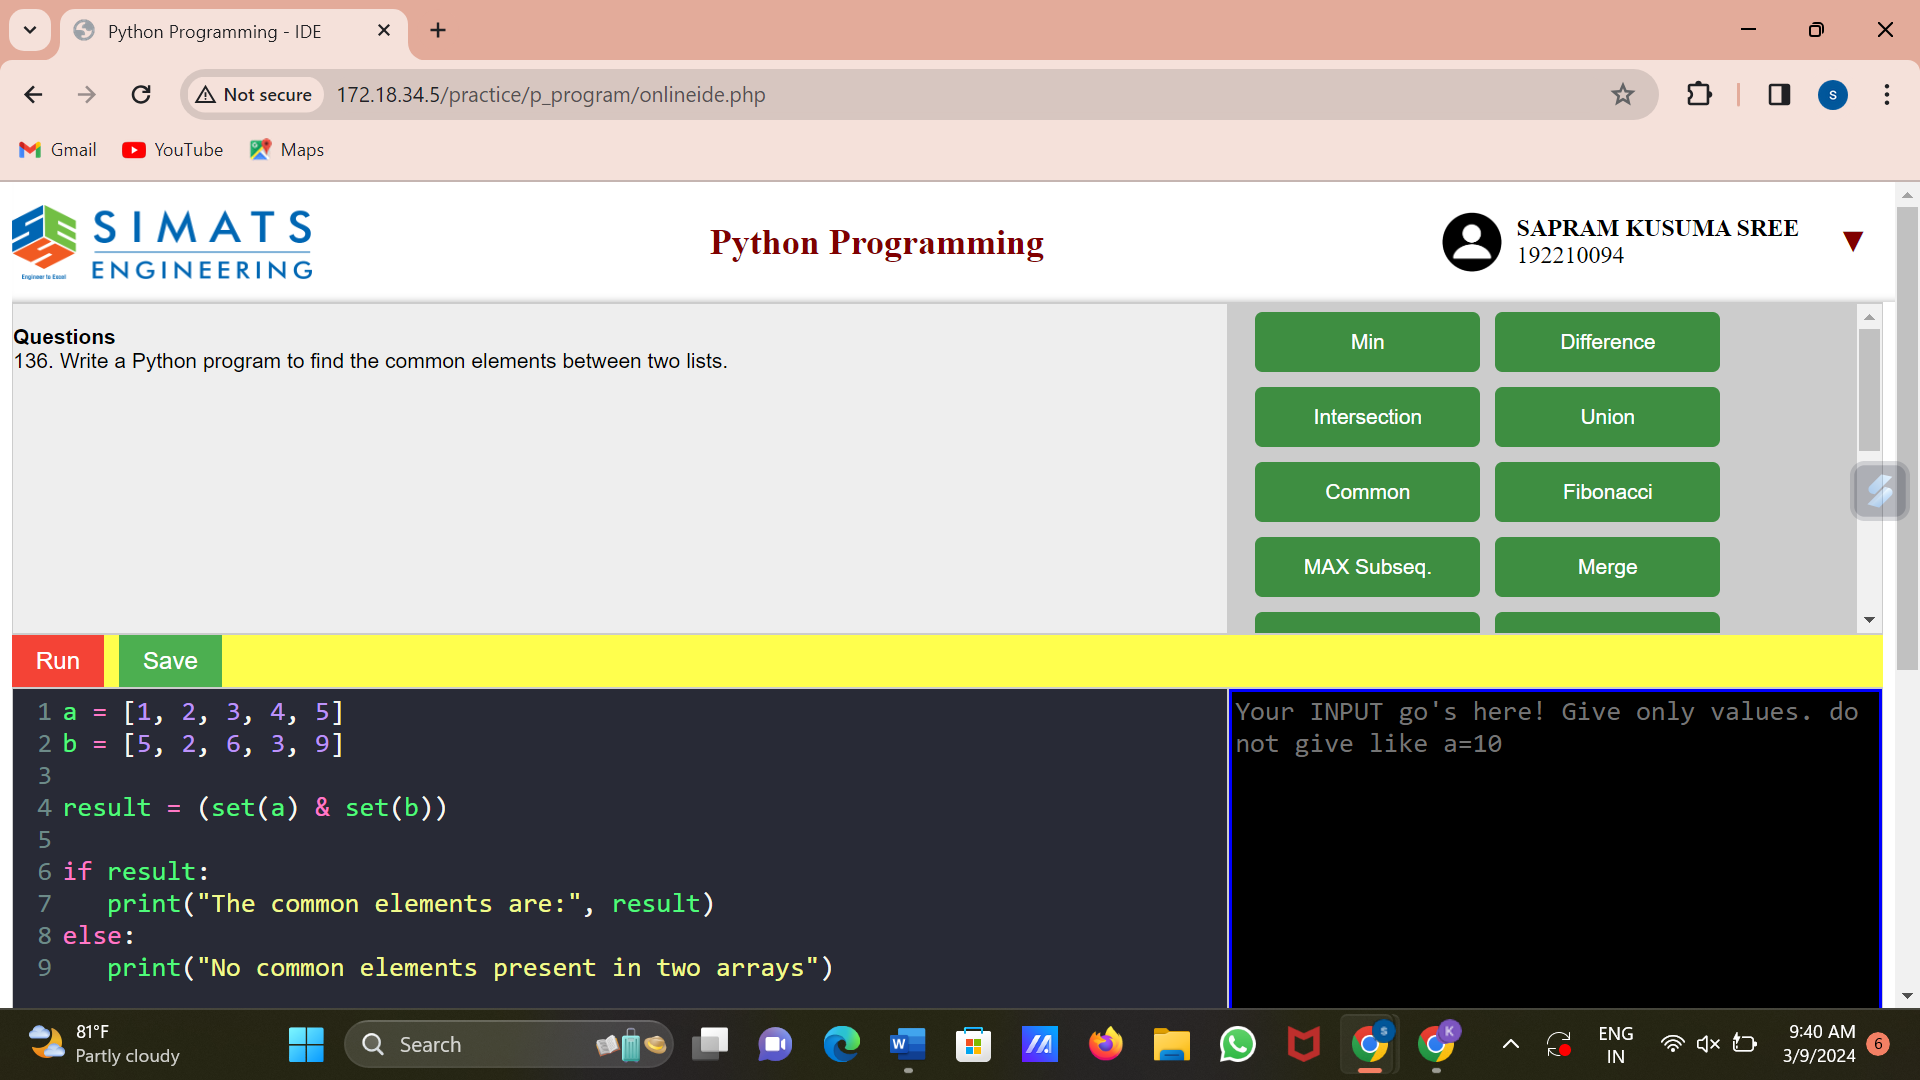 Python Programming - IDE
Not secure
172.18.34.5/practice/p_program/onlineide.php
S
Gmail
YouTube
Maps
SIMATS
ENGINEERING
Engineer to Excel
Python Programming
SAPRAM KUSUMA SREE
192210094
Questions
136. Write a Python program to find the common elements between two lists.
Min
Difference
Intersection
Union
Common
Fibonacci
MAX Subseq.
Merge
Run
Save
1 a = [1, 2, 3, 4, 5]
2 b = [5, 2, 6, 3, 9]
3
4 result = (set(a) & set(b))
5
6 if result:
7    print("The common elements are:", result)
8 else:
9    print("No common elements present in two arrays")
Your INPUT go's here! Give only values. do
not give like a=10
81°F
Partly cloudy
Search
W
S
K
ENG
IN
9:40 AM
3/9/2024
6